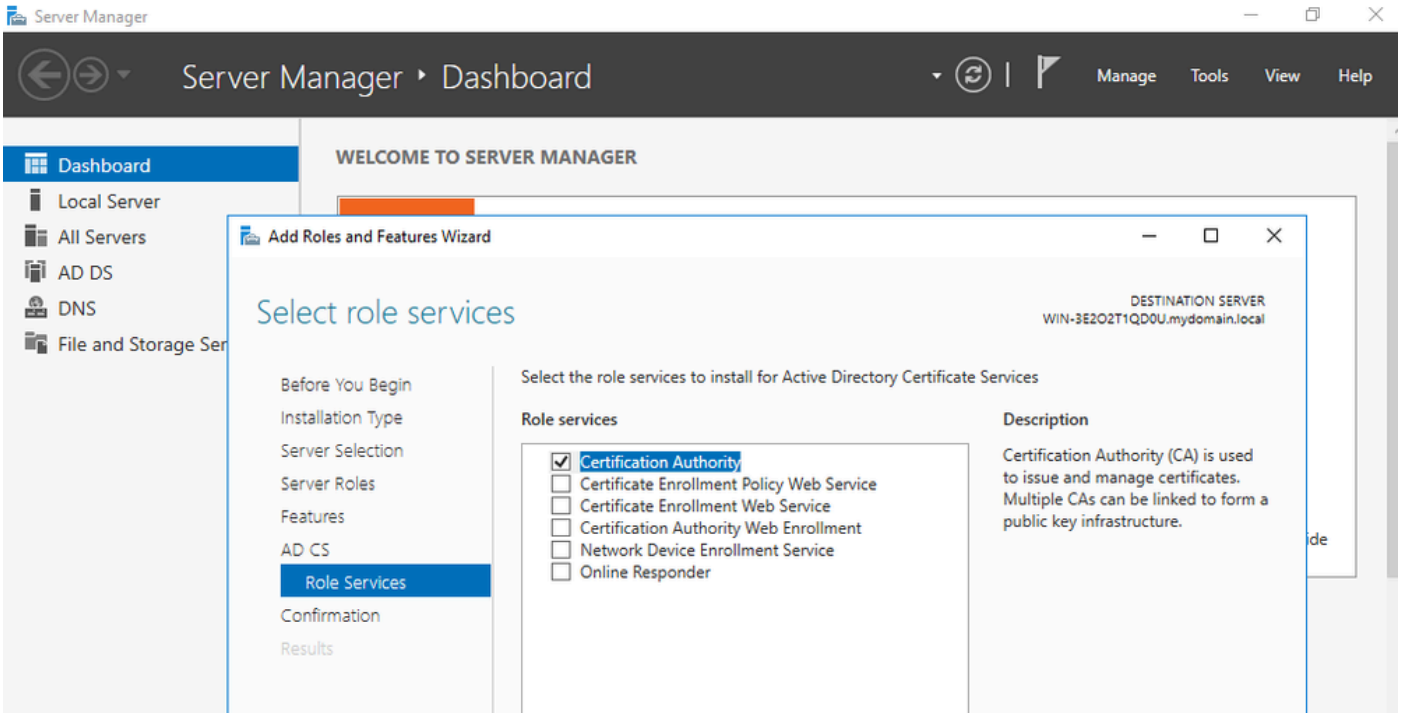 Server Manager
Server Manager • Dashboard
Manage Tools View Help
Dashboard
Local Server
All Servers
AD DS
DNS
File and Storage Ser
WELCOME TO SERVER MANAGER
Add Roles and Features Wizard
Select role services
DESTINATION SERVER
WIN-3E2O2T1QD0U.mydomain.local
Before You Begin
Installation Type
Server Selection
Server Roles
Features
AD CS
Role Services
Confirmation
Results
Select the role services to install for Active Directory Certificate Services
Role services
Certification Authority
Certificate Enrollment Policy Web Service
Certificate Enrollment Web Service
Certification Authority Web Enrollment
Network Device Enrollment Service
Online Responder
Description
Certification Authority (CA) is used
to issue and manage certificates.
Multiple CAs can be linked to form a
public key infrastructure.
ide